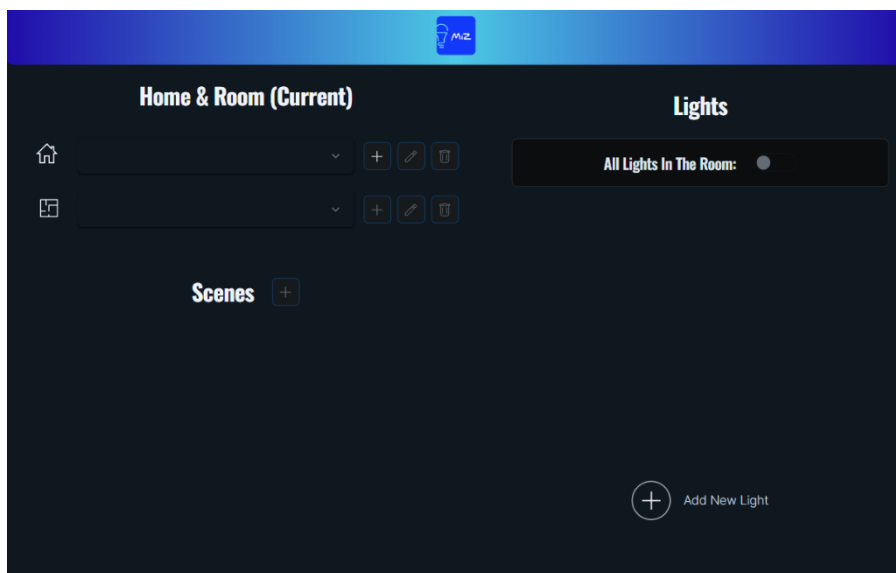 MiZ
Home & Room (Current)
Scenes
Lights
All Lights In The Room:
Add New Light